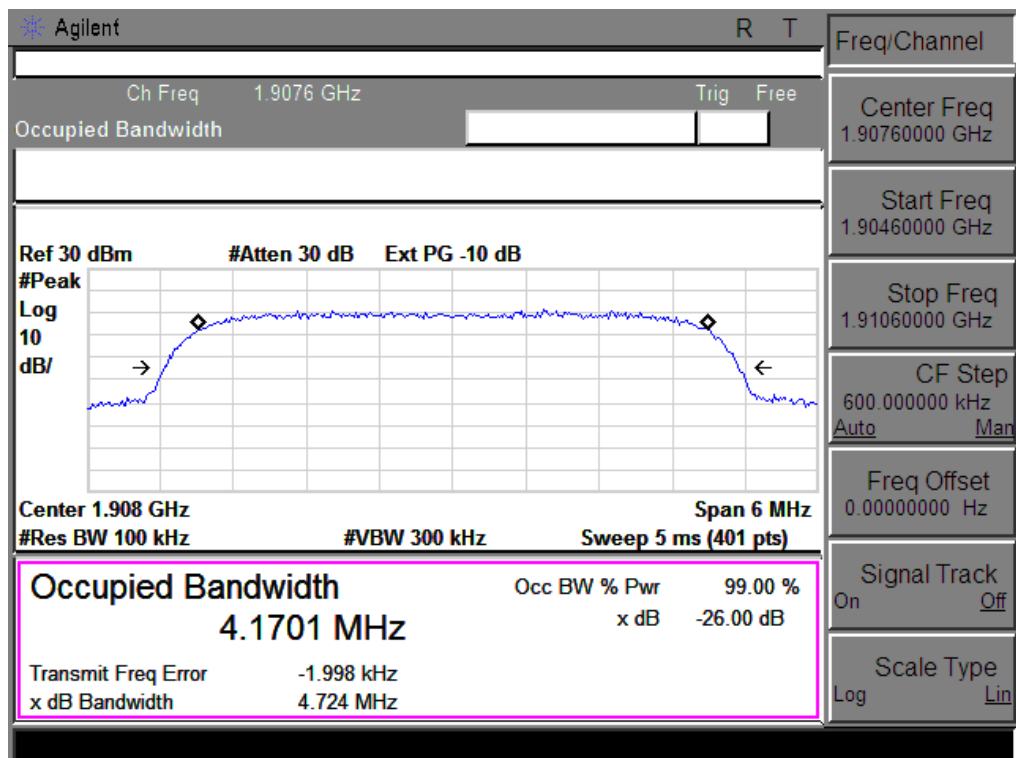 Agilent R T
Ch Freq 1.9076 GHz Trig Free
Occupied Bandwidth
Ref 30 dBm #Atten 30 dB Ext PG -10 dB
#Peak
Log
10
dB/
Center 1.908 GHz Span 6 MHz
#Res BW 100 kHz #VBW 300 kHz Sweep 5 ms (401 pts)
Occupied Bandwidth Occ BW % Pwr 99.00 %
4.1701 MHz x dB -26.00 dB
Transmit Freq Error -1.998 kHz
x dB Bandwidth 4.724 MHz
Freq/Channel
Center Freq
1.90760000 GHz
Start Freq
1.90460000 GHz
Stop Freq
1.91060000 GHz
CF Step
600.000000 kHz
Auto Man
Freq Offset
0.00000000 Hz
Signal Track
On Off
Scale Type
Log Lin